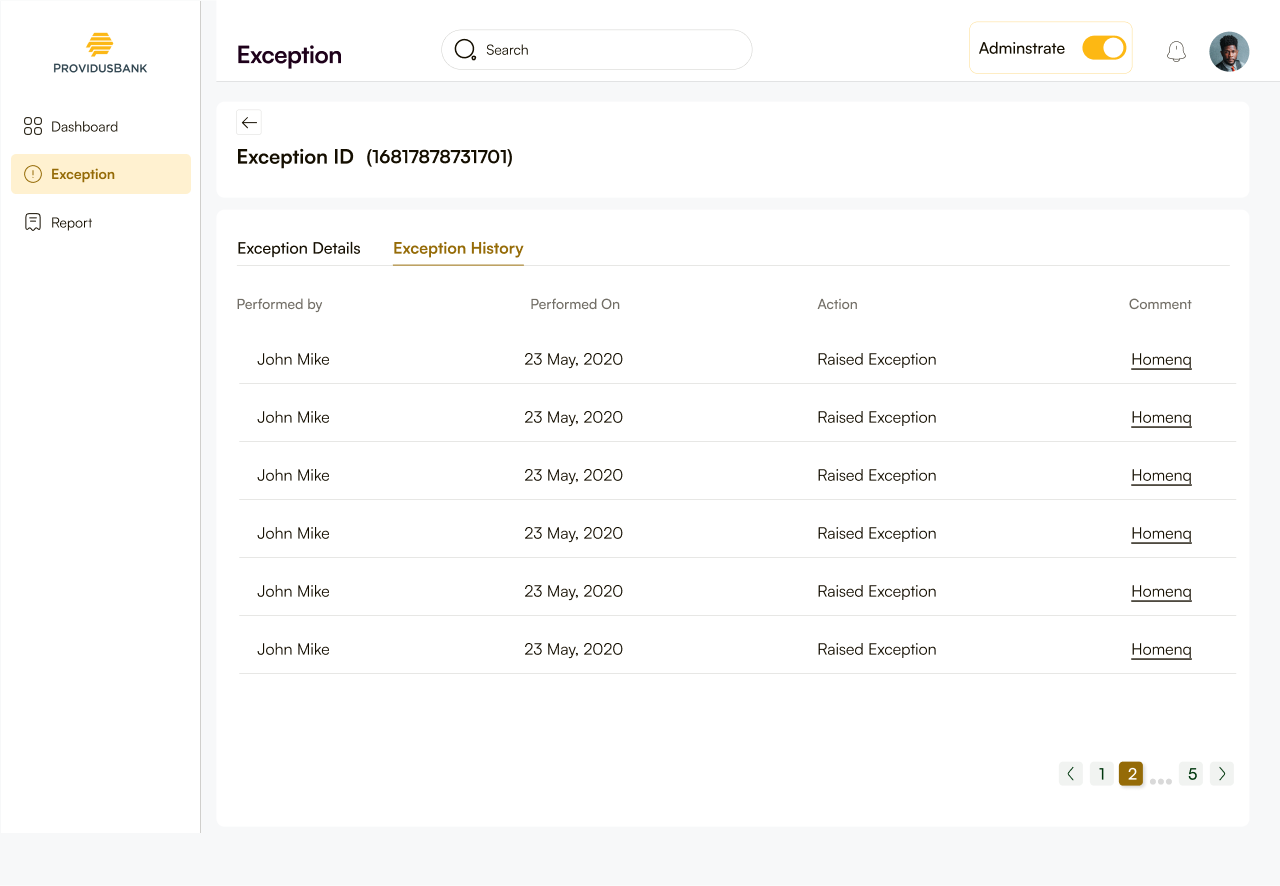 PROVIDUSBANK
Exception
Search
Adminstrate
Dashboard
Exception
Report
Exception ID (16817878731701)
Exception Details Exception History
Performed by Performed On Action Comment
John Mike 23 May, 2020 Raised Exception Homenq
John Mike 23 May, 2020 Raised Exception Homenq
John Mike 23 May, 2020 Raised Exception Homenq
John Mike 23 May, 2020 Raised Exception Homenq
John Mike 23 May, 2020 Raised Exception Homenq
John Mike 23 May, 2020 Raised Exception Homenq
1 2 ... 5